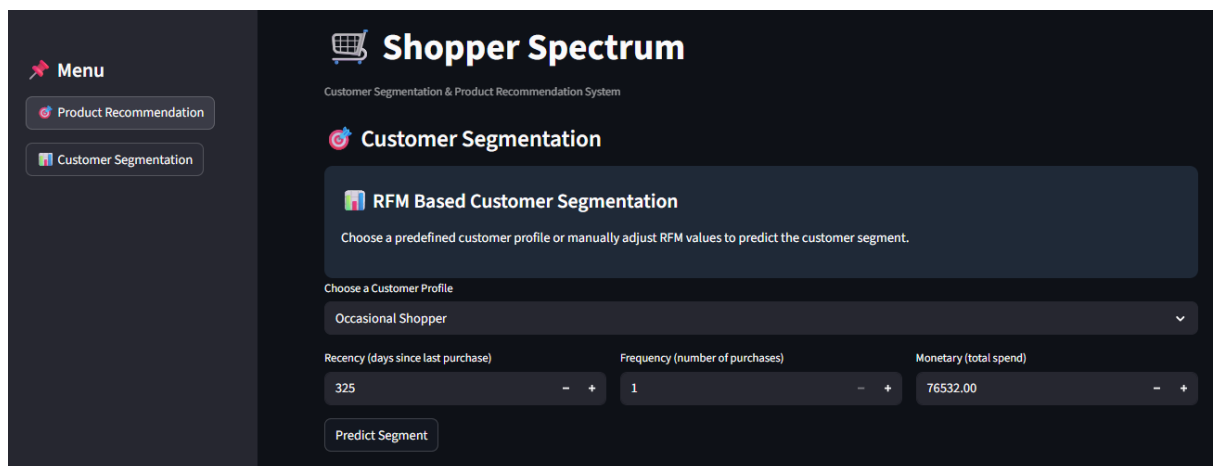 Menu
Product Recommendation
Customer Segmentation
Shopper Spectrum
Customer Segmentation & Product Recommendation System
Customer Segmentation
RFM Based Customer Segmentation
Choose a predefined customer profile or manually adjust RFM values to predict the customer segment.
Choose a Customer Profile
Occasional Shopper
Recency (days since last purchase) Frequency (number of purchases) Monetary (total spend)
325 − + 1 − + 76532.00 − +
Predict Segment